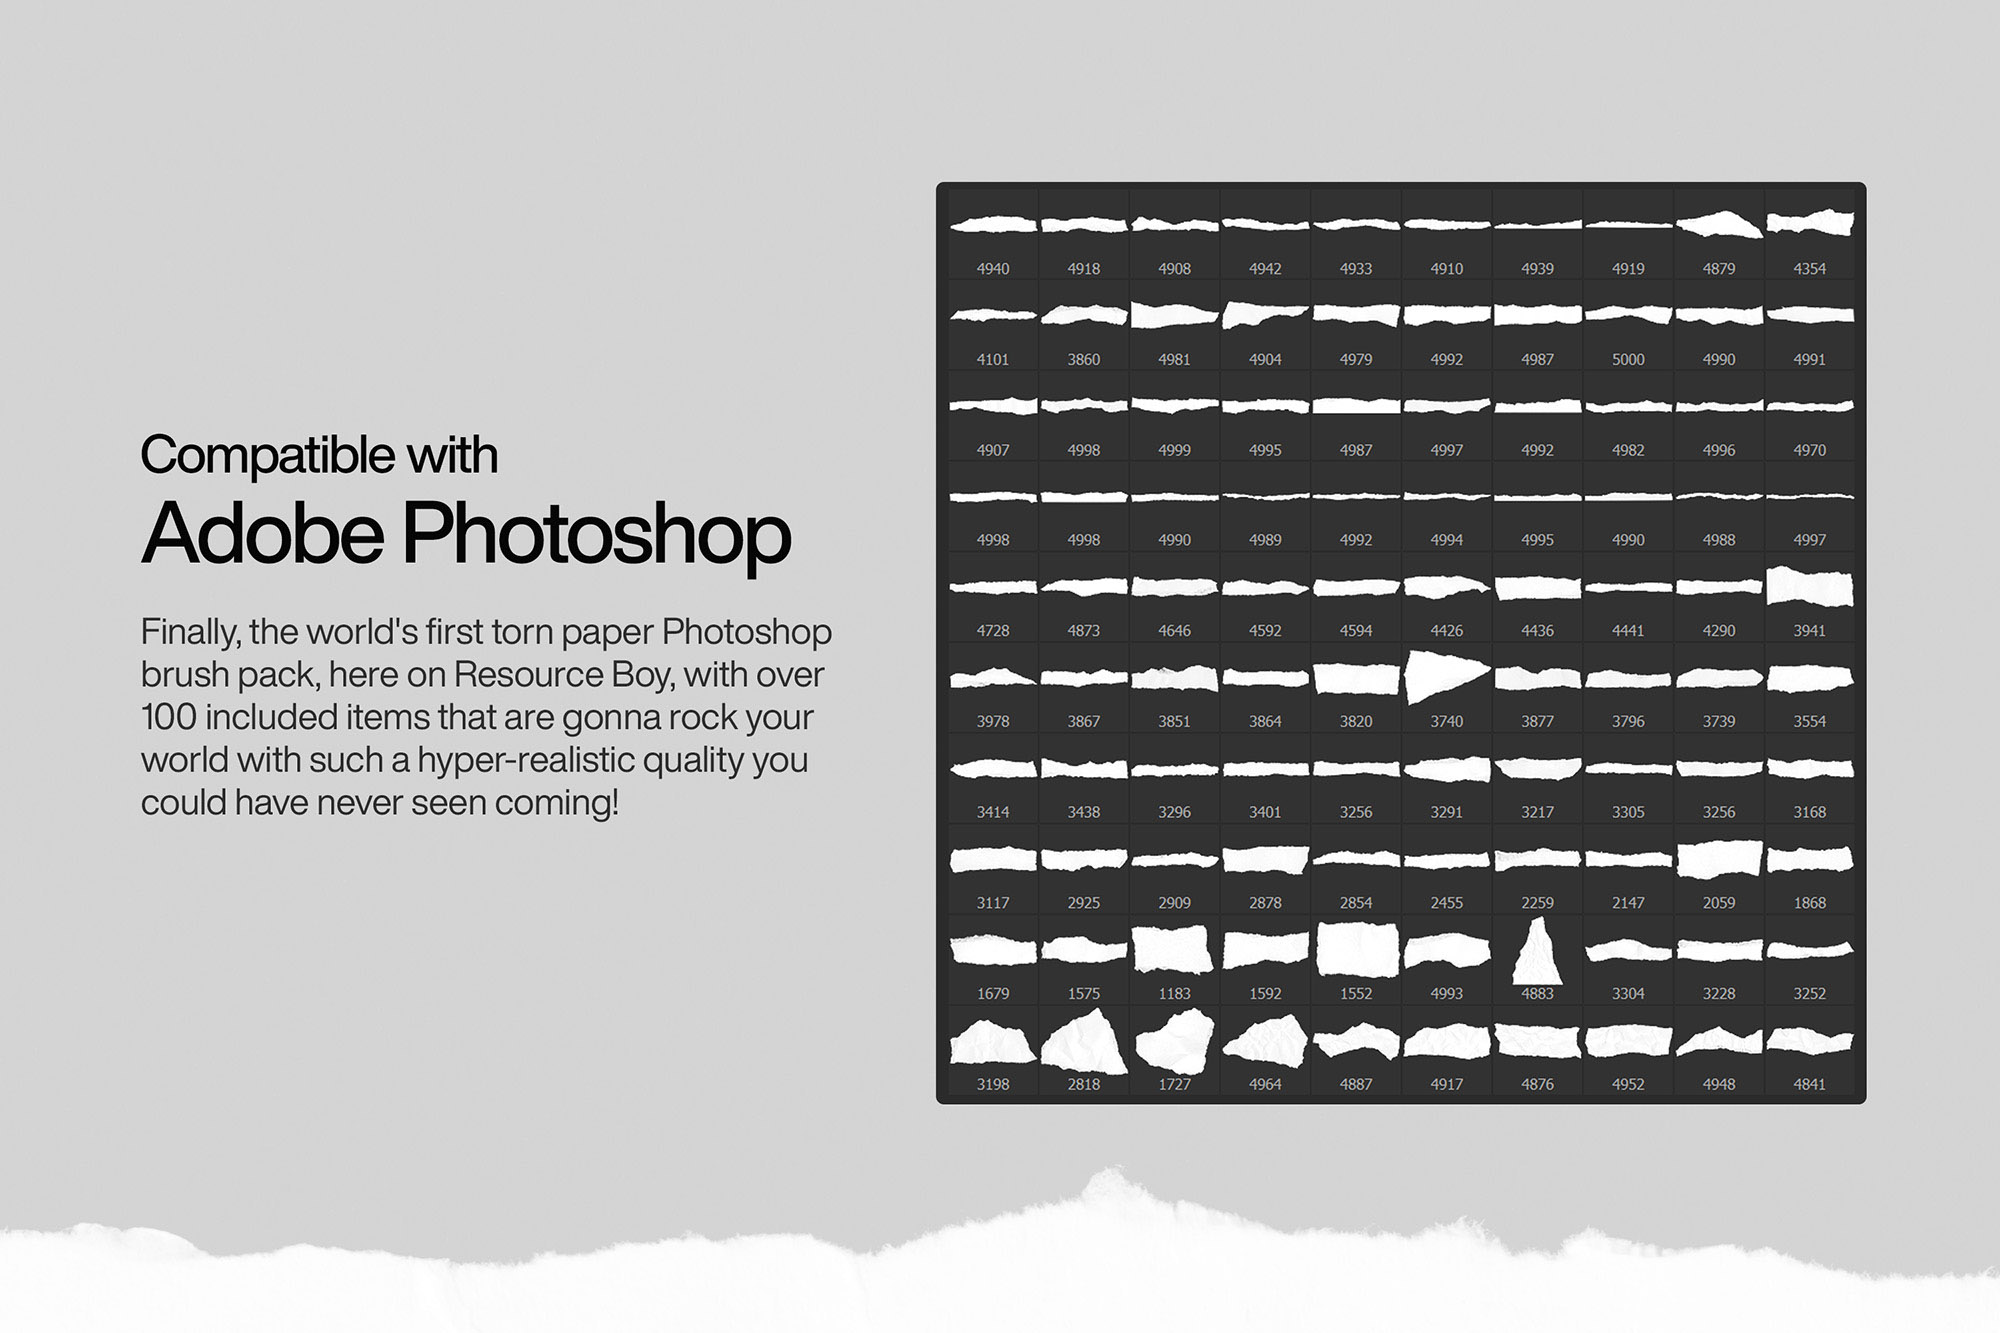 Compatible with
Adobe Photoshop
Finally, the world's first torn paper Photoshop
brush pack, here on Resource Boy, with over
100 included items that are gonna rock your
world with such a hyper-realistic quality you
could have never seen coming!
4940 4918 4908 4942 4933 4910 4939 4919 4879 4354
4101 3860 4981 4904 4979 4992 4987 5000 4990 4991
4907 4998 4999 4995 4987 4997 4992 4982 4996 4970
4998 4998 4990 4989 4992 4994 4995 4990 4988 4997
4728 4873 4646 4592 4594 4426 4436 4441 4290 3941
3978 3867 3851 3864 3820 3740 3877 3796 3739 3554
3414 3438 3296 3401 3256 3291 3217 3305 3256 3168
3117 2925 2909 2878 2854 2455 2259 2147 2059 1868
1679 1575 1183 1592 1552 4993 4883 3304 3228 3252
3198 2818 1727 4964 4887 4917 4876 4952 4948 4841